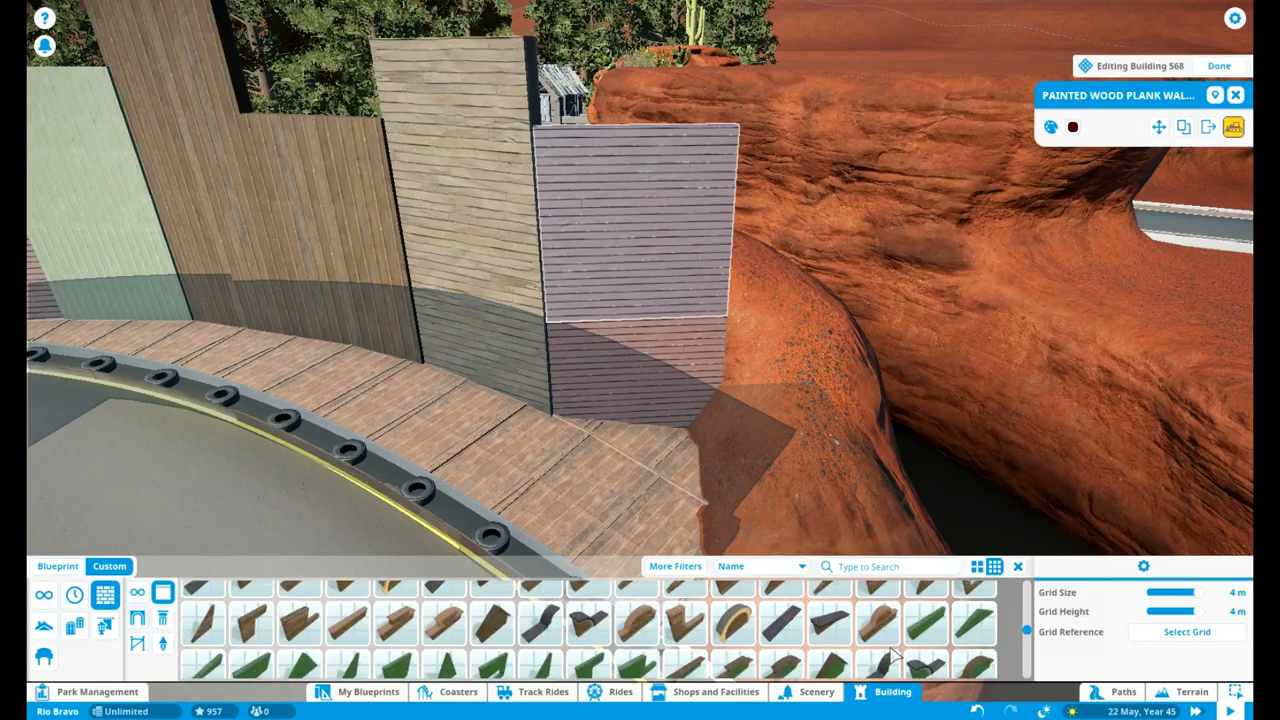 ?
Editing Building 568 Done
PAINTED WOOD PLANK WAL...
Blueprint Custom More Filters Name Type to Search
Grid Size 4 m
Grid Height 4 m
Grid Reference Select Grid
Park Management My Blueprints Coasters Track Rides Rides Shops and Facilities Scenery Building Paths Terrain
Rio Bravo Unlimited 957 0 22 May, Year 45